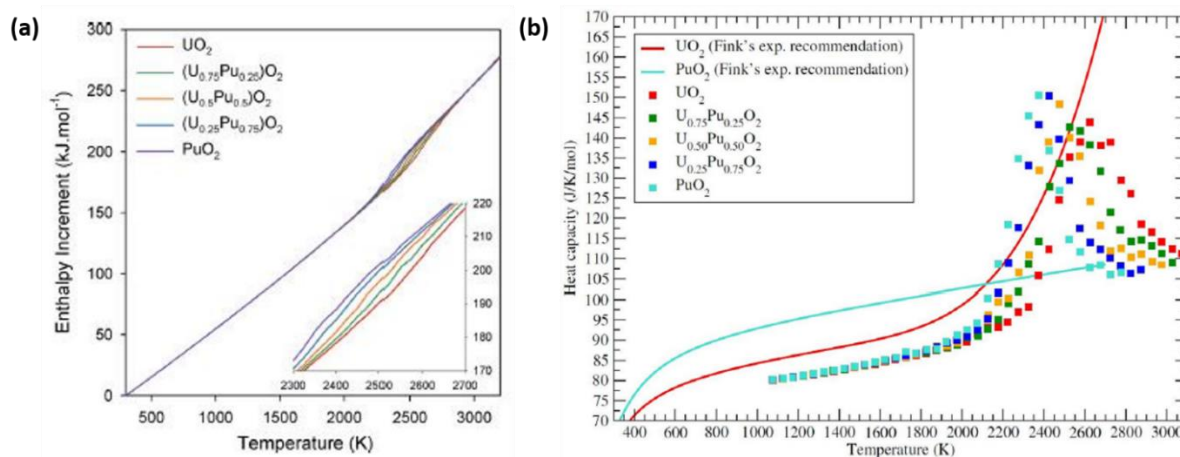 (a)
300
250
200
150
100
50
0
Enthalpy Increment (kJ.mol⁻¹)
UO₂
(U₀.₇₅Pu₀.₂₅)O₂
(U₀.₅Pu₀.₅)O₂
(U₀.₂₅Pu₀.₇₅)O₂
PuO₂
220
210
200
190
180
170
2300 2400 2500 2600 2700
500 1000 1500 2000 2500 3000
Temperature (K)
(b)
170
165
160
155
150
145
140
135
130
125
120
115
110
105
100
95
90
85
80
75
70
Heat capacity (J/K/mol)
UO₂ (Fink's exp. recommendation)
PuO₂ (Fink's exp. recommendation)
UO₂
U₀.₇₅Pu₀.₂₅O₂
U₀.₅₀Pu₀.₅₀O₂
U₀.₂₅Pu₀.₇₅O₂
PuO₂
400 600 800 1000 1200 1400 1600 1800 2000 2200 2400 2600 2800 3000
Temperature (K)